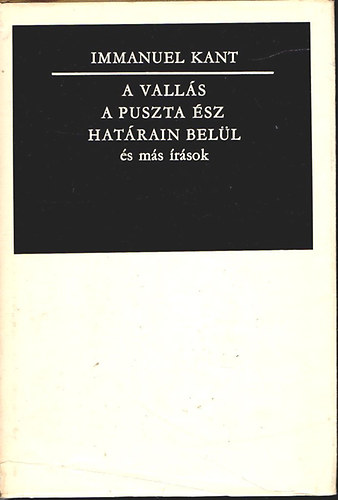 IMMANUEL KANT
A VALLÁS
A PUSZTA ÉSZ
HATÁRAIN BELÜL
és más írások